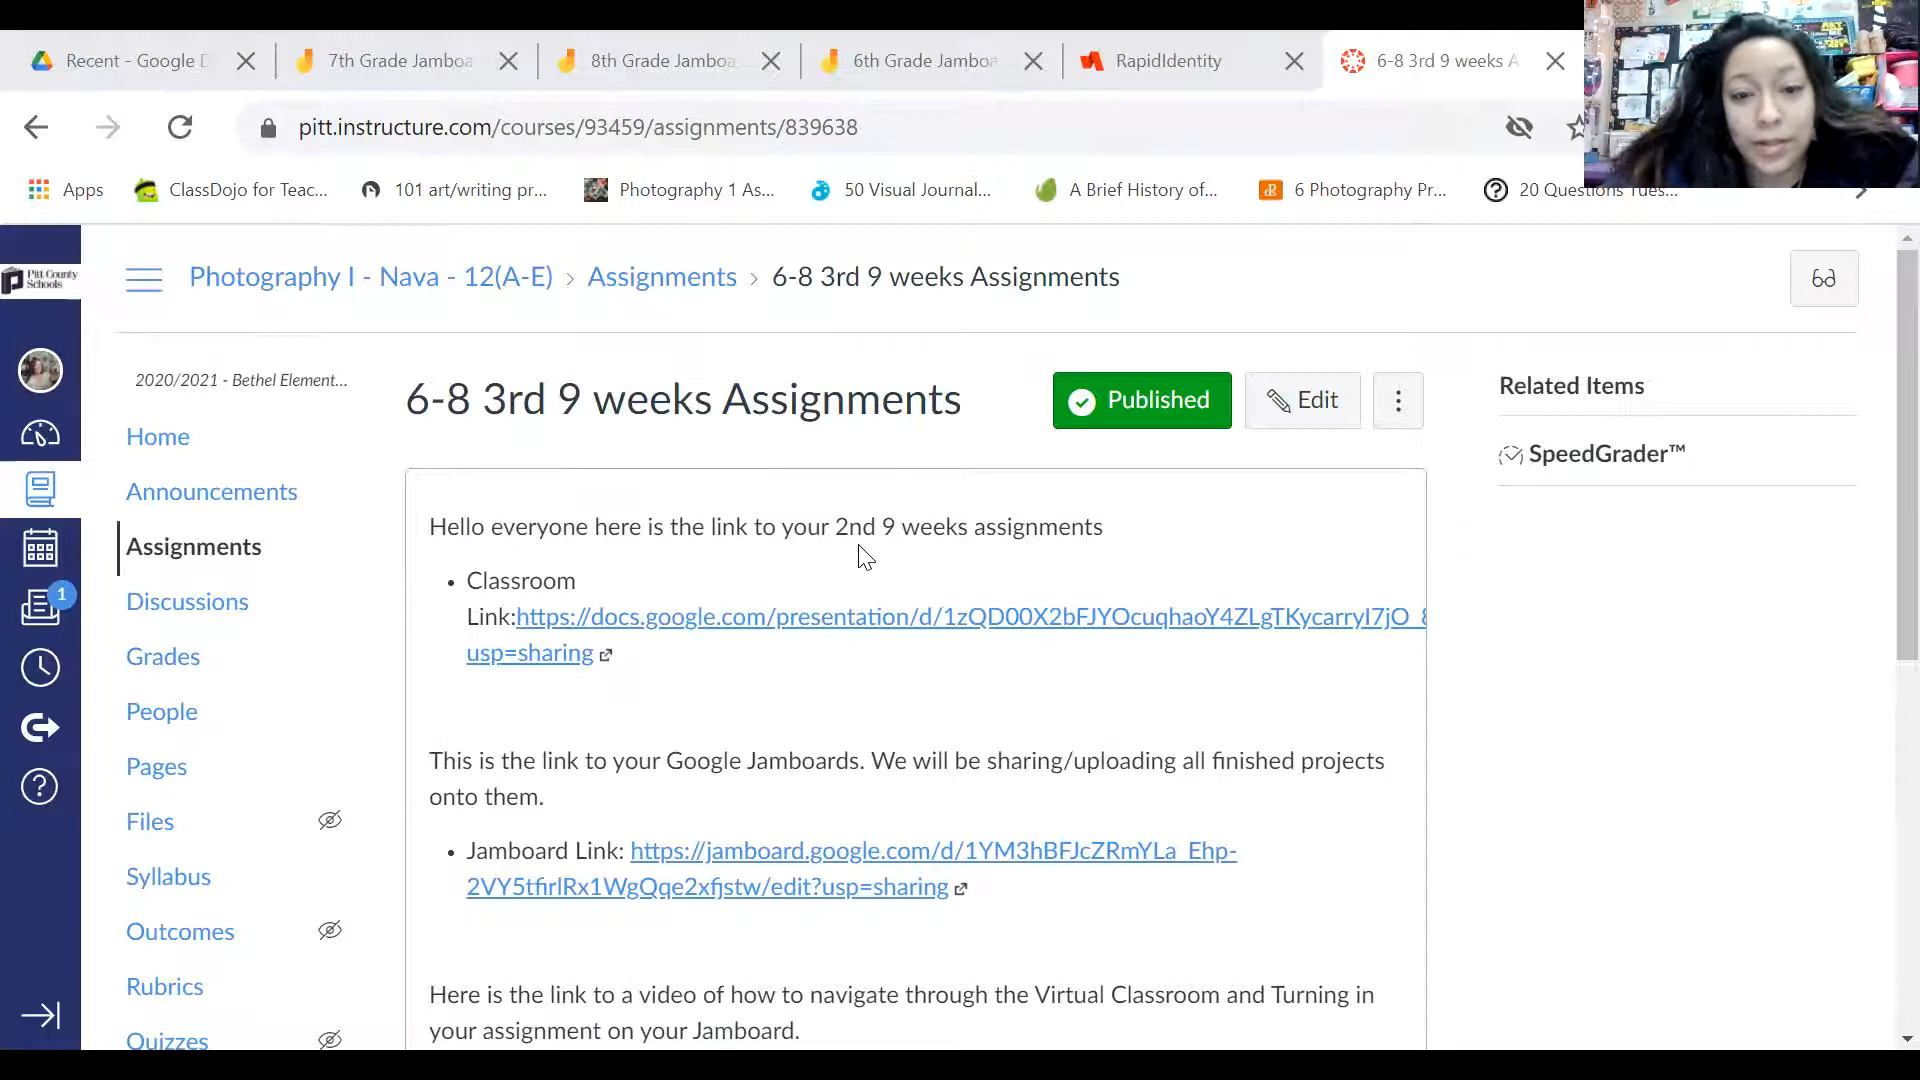 Recent - Google D
7th Grade Jamboa
8th Grade Jamboa
6th Grade Jamboa
RapidIdentity
6-8 3rd 9 weeks A
pitt.instructure.com/courses/93459/assignments/839638
Apps
ClassDojo for Teac...
101 art/writing pr...
Photography 1 As...
50 Visual Journal...
A Brief History of...
6 Photography Pr...
20 Questions Tues...
Pitt County
Schools
Photography I - Nava - 12(A-E) › Assignments › 6-8 3rd 9 weeks Assignments
2020/2021 - Bethel Element...
Home
Announcements
Assignments
Discussions
1
Grades
People
Pages
Files
Syllabus
Outcomes
Rubrics
Quizzes
6-8 3rd 9 weeks Assignments
Published
Edit
Hello everyone here is the link to your 2nd 9 weeks assignments
• Classroom
Link:https://docs.google.com/presentation/d/1zQD00X2bFJYOcuqhaoY4ZLgTKycarryI7jO_8
usp=sharing
This is the link to your Google Jamboards. We will be sharing/uploading all finished projects
onto them.
• Jamboard Link: https://jamboard.google.com/d/1YM3hBFJcZRmYLa_Ehp-
2VY5tfirlRx1WgQqe2xfjstw/edit?usp=sharing
Here is the link to a video of how to navigate through the Virtual Classroom and Turning in
your assignment on your Jamboard.
Related Items
SpeedGrader™